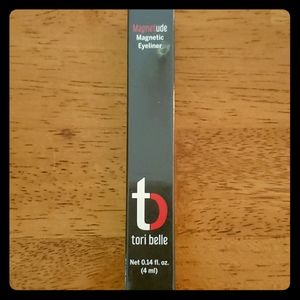 Magnetude
Magnetic
Eyeliner
tb
tori belle
Net 0.14 fl. oz.
(4 ml)